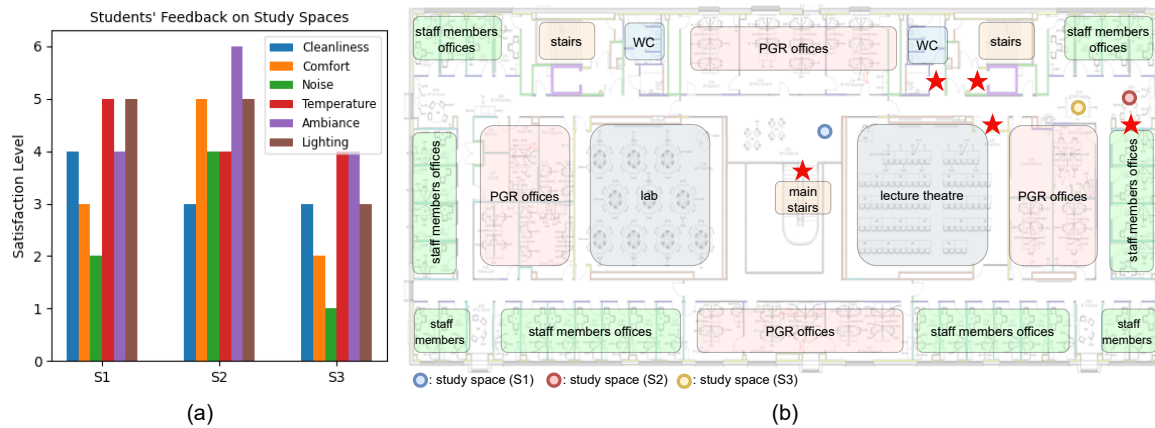 Students' Feedback on Study Spaces
Satisfaction Level
6
5
4
3
2
1
0
Cleanliness
Comfort
Noise
Temperature
Ambiance
Lighting
S1
S2
S3
(a)
staff members
offices
stairs
WC
PGR offices
WC
stairs
staff members
offices
staff members offices
PGR offices
lab
main
stairs
lecture theatre
PGR offices
staff members offices
staff
members
staff members offices
PGR offices
staff members offices
staff
members
: study space (S1)
: study space (S2)
: study space (S3)
(b)